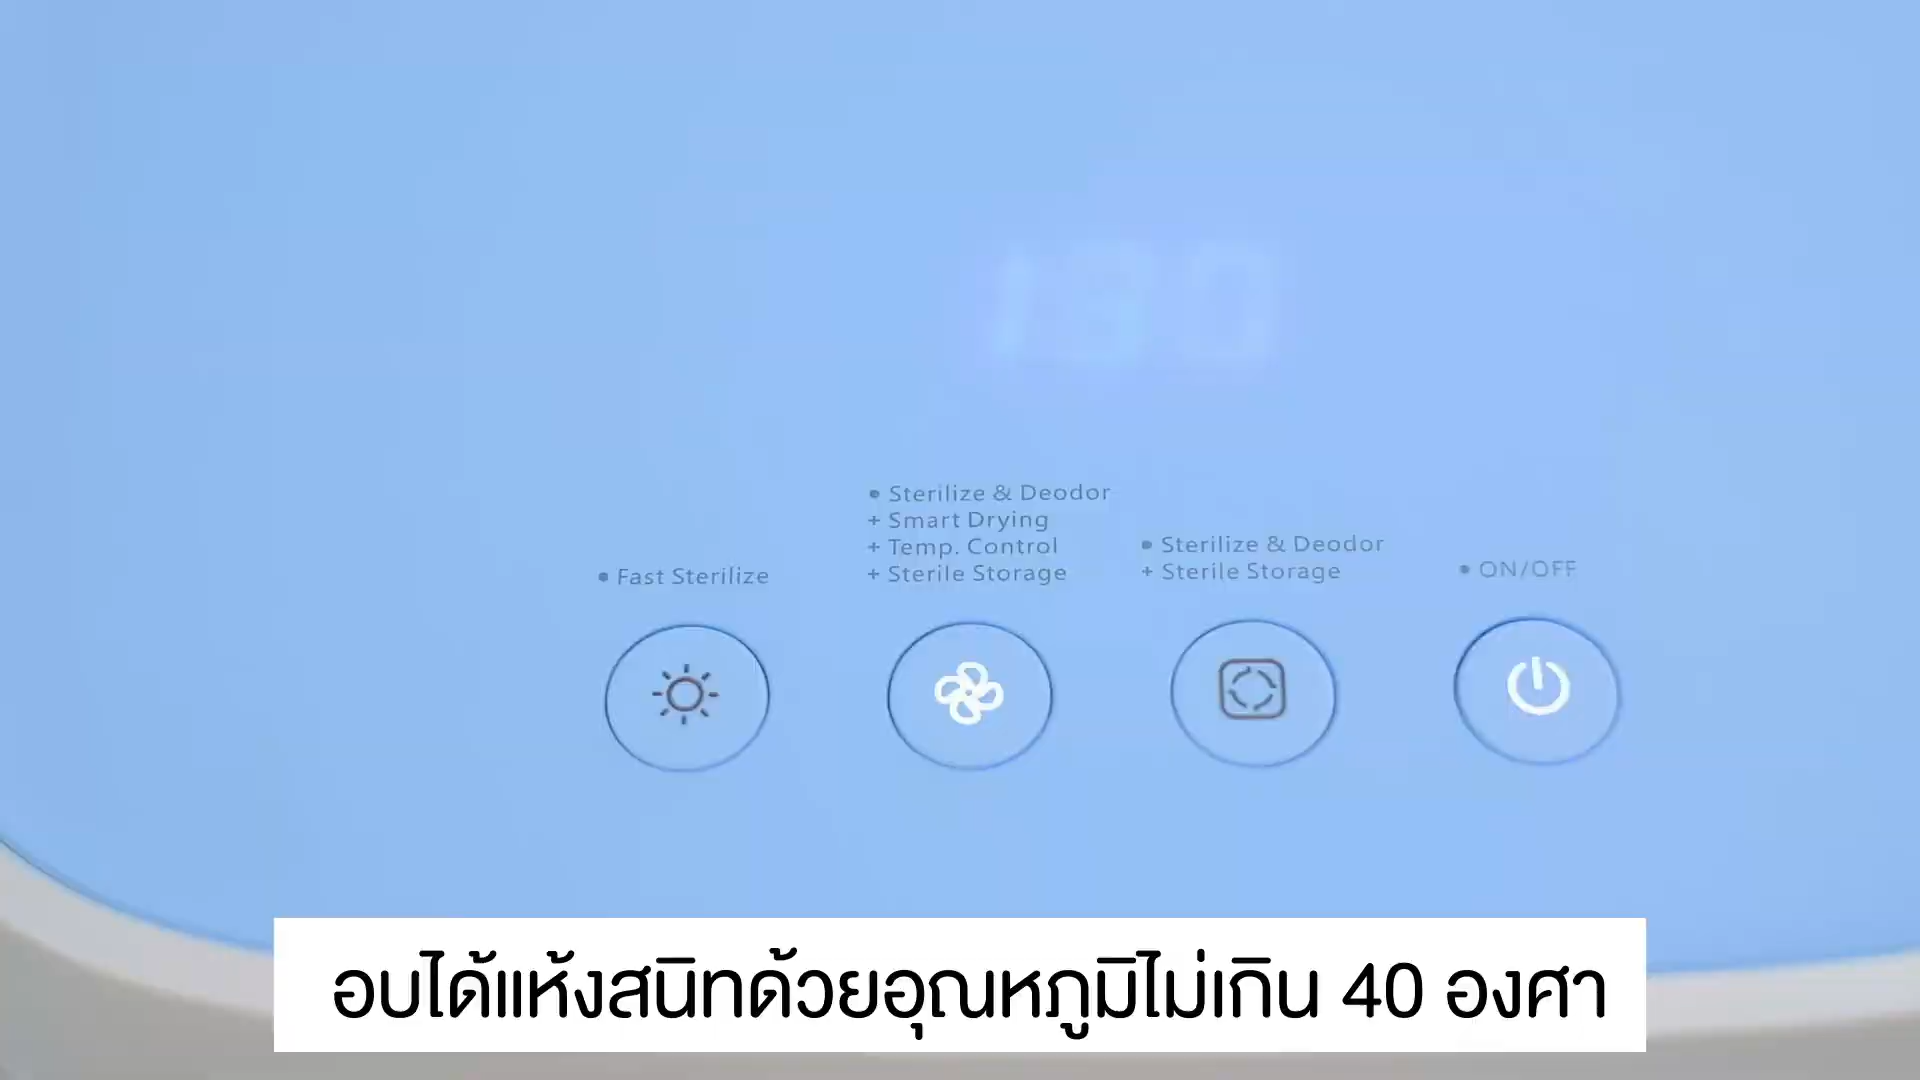 • Sterilize & Deodor
+ Smart Drying
+ Temp. Control
+ Sterile Storage
• Fast Sterilize
• Sterilize & Deodor
+ Sterile Storage
• ON/OFF
อบได้แห้งสนิทด้วยอุณหภูมิไม่เกิน 40 องศา